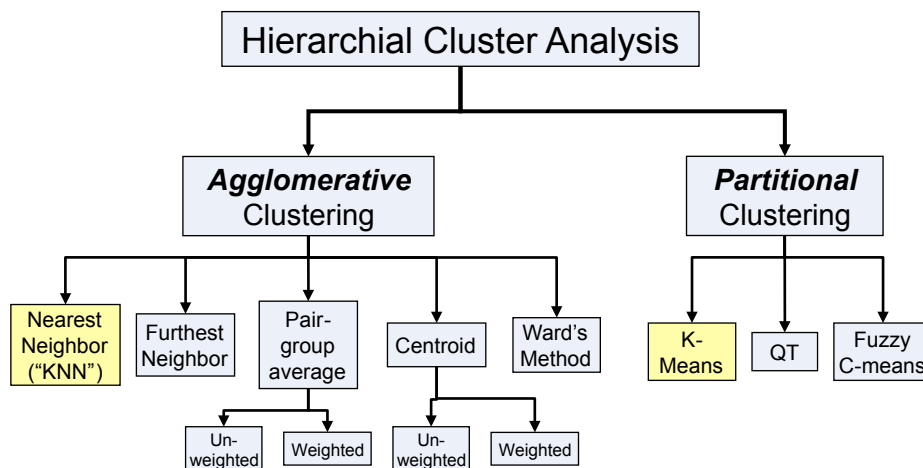 Hierarchial Cluster Analysis
Agglomerative
Clustering
Partitional
Clustering
Nearest
Neighbor
(“KNN”)
Furthest
Neighbor
Pair-
group
average
Centroid
Ward’s
Method
K-
Means
QT
Fuzzy
C-means
Un-
weighted
Weighted
Un-
weighted
Weighted